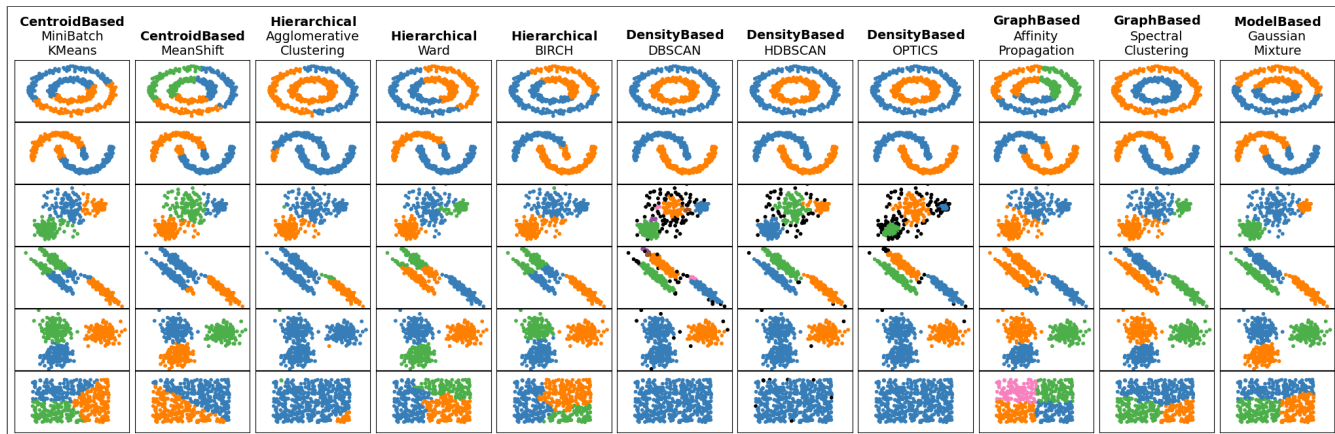 CentroidBased
MiniBatch
KMeans
CentroidBased
MeanShift
Hierarchical
Agglomerative
Clustering
Hierarchical
Ward
Hierarchical
BIRCH
DensityBased
DBSCAN
DensityBased
HDBSCAN
DensityBased
OPTICS
GraphBased
Affinity
Propagation
GraphBased
Spectral
Clustering
ModelBased
Gaussian
Mixture